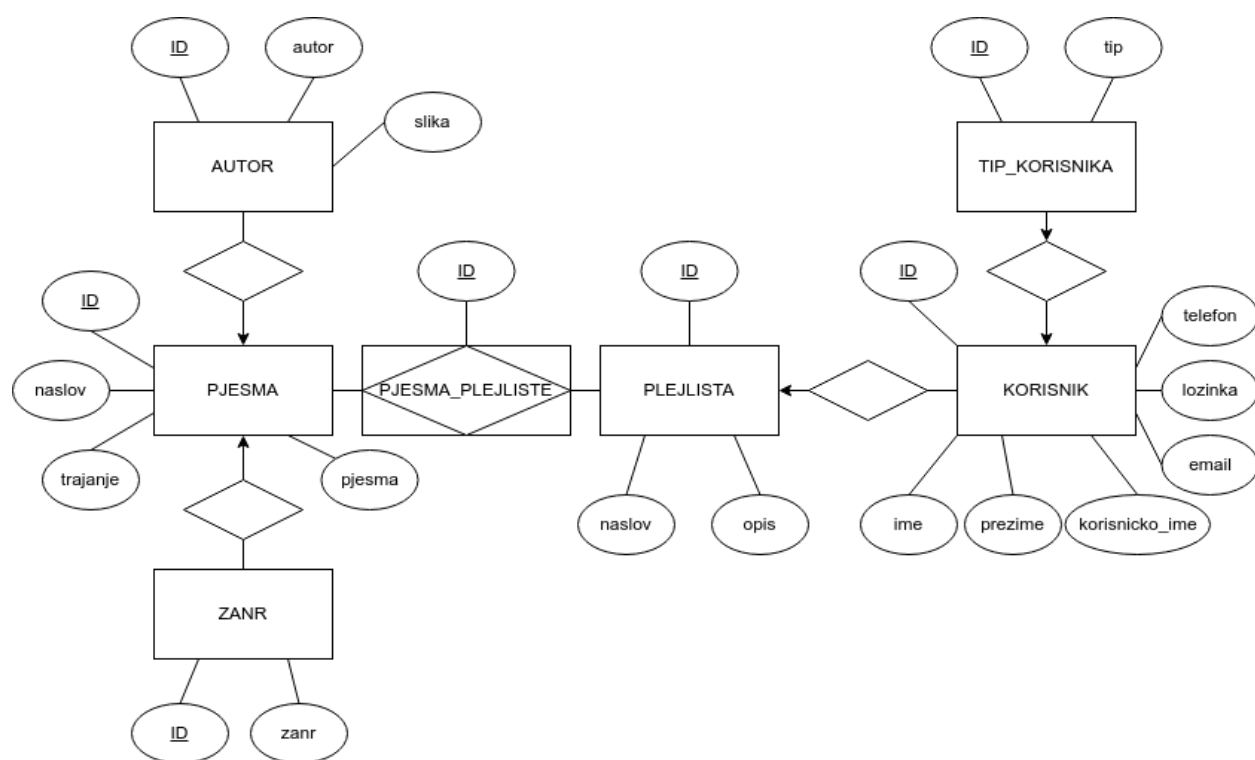 ID
autor
ID
tip
slika
AUTOR
TIP_KORISNIKA
ID
ID
ID
ID
telefon
naslov
PJESMA
PJESMA_PLEJLISTE
PLEJLISTA
KORISNIK
lozinka
trajanje
pjesma
email
naslov
opis
ime
prezime
korisnicko_ime
ZANR
ID
zanr